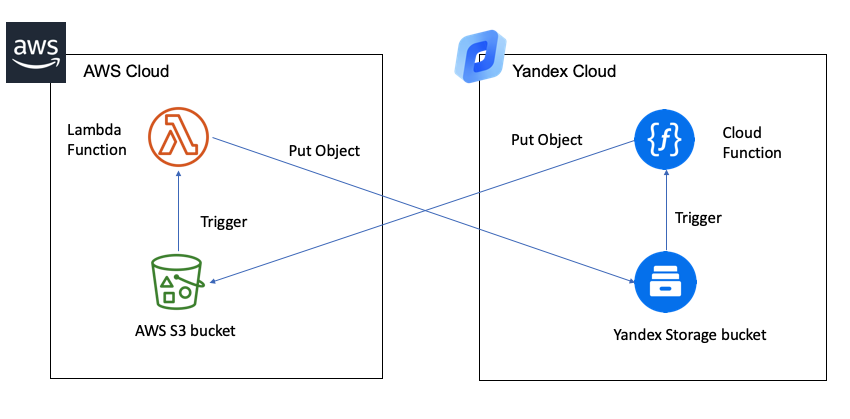 aws
AWS Cloud
Lambda
Function
Put Object
Trigger
AWS S3 bucket
Yandex Cloud
Put Object
{ƒ}
Cloud
Function
Trigger
Yandex Storage bucket